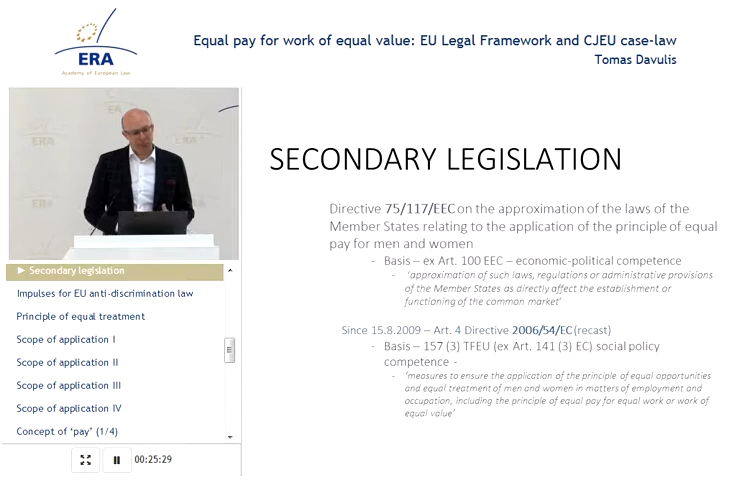 Equal pay for work of equal value: EU Legal Framework and CJEU case-law
Tomas Davulis
ERA
Academy of European Law
ERA
ERA
ERA
ERA
SECONDARY LEGISLATION
Directive 75/117/EEC on the approximation of the laws of the
Member States relating to the application of the principle of equal
pay for men and women
- Basis – ex Art. 100 EEC – economic-political competence
- 'approximation of such laws, regulations or administrative provisions
of the Member States as directly affect the establishment or
functioning of the common market'
Since 15.8.2009 – Art. 4 Directive 2006/54/EC (recast)
- Basis – 157 (3) TFEU (ex Art. 141 (3) EC) social policy
competence -
- 'measures to ensure the application of the principle of equal opportunities
and equal treatment of men and women in matters of employment and
occupation, including the principle of equal pay for equal work or work of
equal value'
► Secondary legislation
Impulses for EU anti-discrimination law
Principle of equal treatment
Scope of application I
Scope of application II
Scope of application III
Scope of application IV
Concept of 'pay' (1/4)
00:25:29